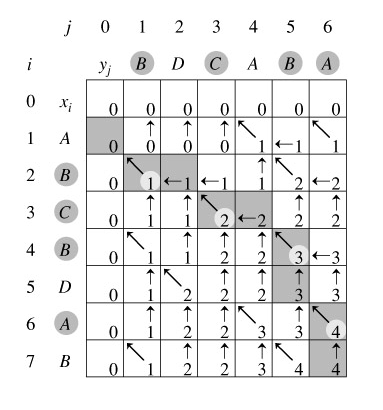 j 0 1 2 3 4 5 6
i y_j B D C A B A
0 x_i 0 0 0 0 0 0 0
1 A 0 ↑0 ↑0 ↑0 ↖1 ←1 ↖1
2 B 0 ↖1 ←1 ←1 ↑1 ↖2 ←2
3 C 0 ↑1 ↑1 ↖2 ←2 ↑2 ↑2
4 B 0 ↖1 ↑1 ↑2 ↑2 ↖3 ←3
5 D 0 ↑1 ↖2 ↑2 ↑2 ↑3 ↑3
6 A 0 ↑1 ↑2 ↑2 ↖3 ↑3 ↖4
7 B 0 ↖1 ↑2 ↑2 ↑3 ↖4 ↑4